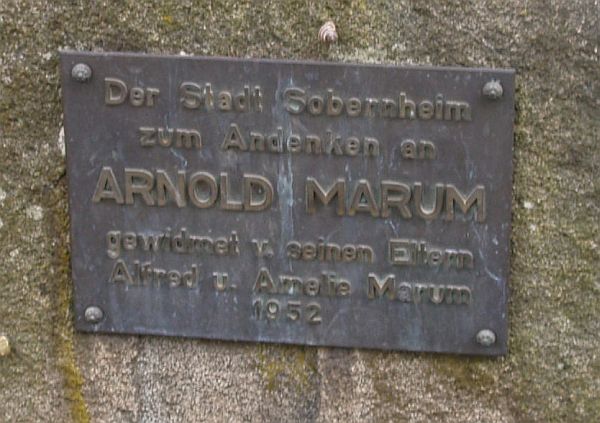 Der Stadt Sobernheim
zum Andenken an
ARNOLD MARUM
gewidmet v. seinen Eltern
Alfred u. Amelie Marum
1952